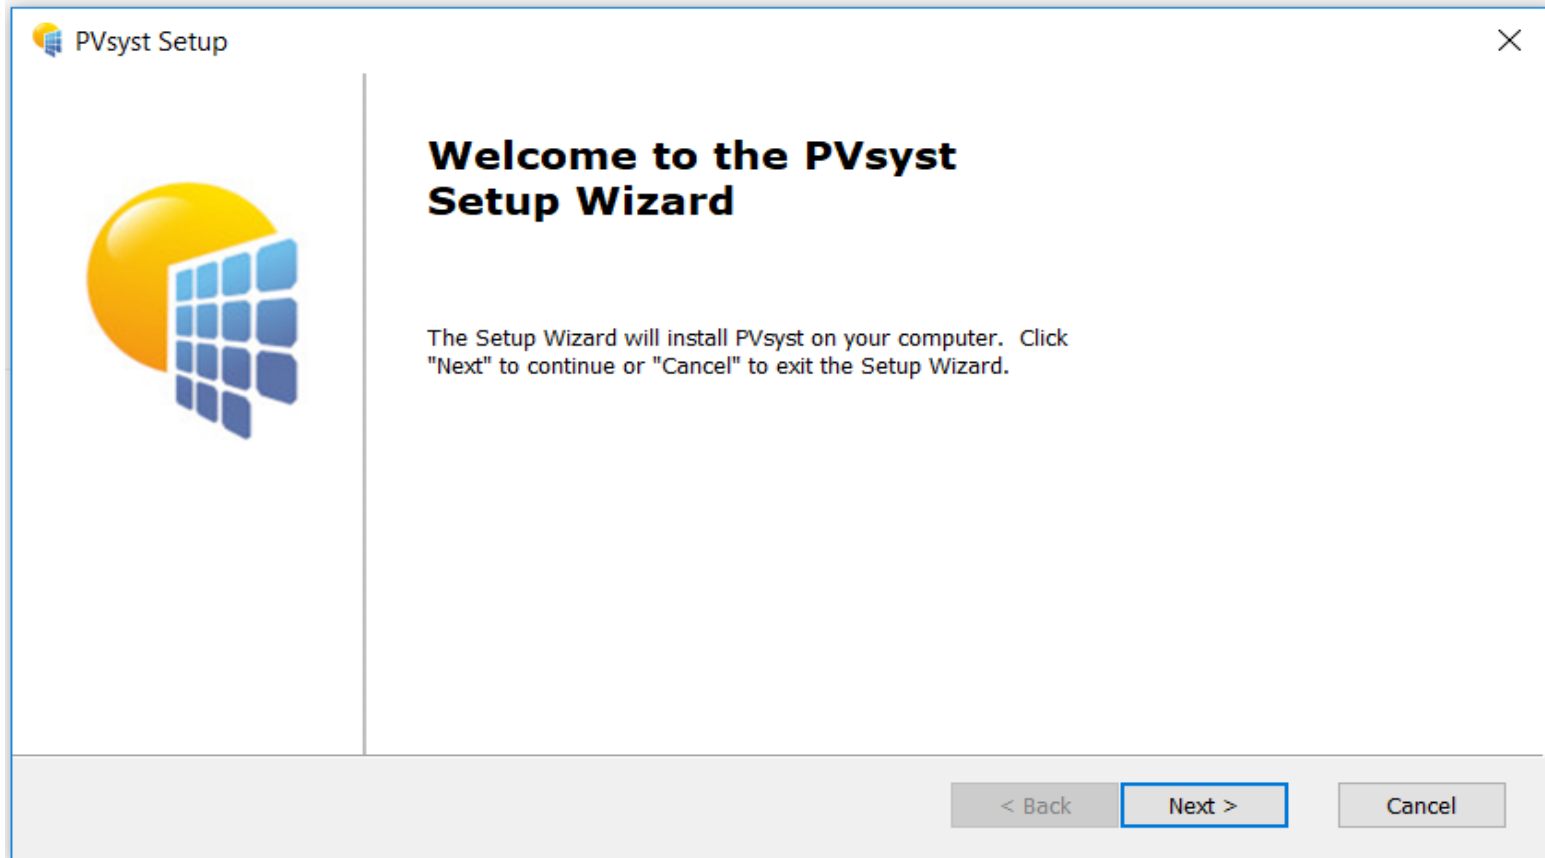 PVsyst Setup
Welcome to the PVsyst
Setup Wizard
The Setup Wizard will install PVsyst on your computer.  Click
"Next" to continue or "Cancel" to exit the Setup Wizard.
< Back
Next >
Cancel